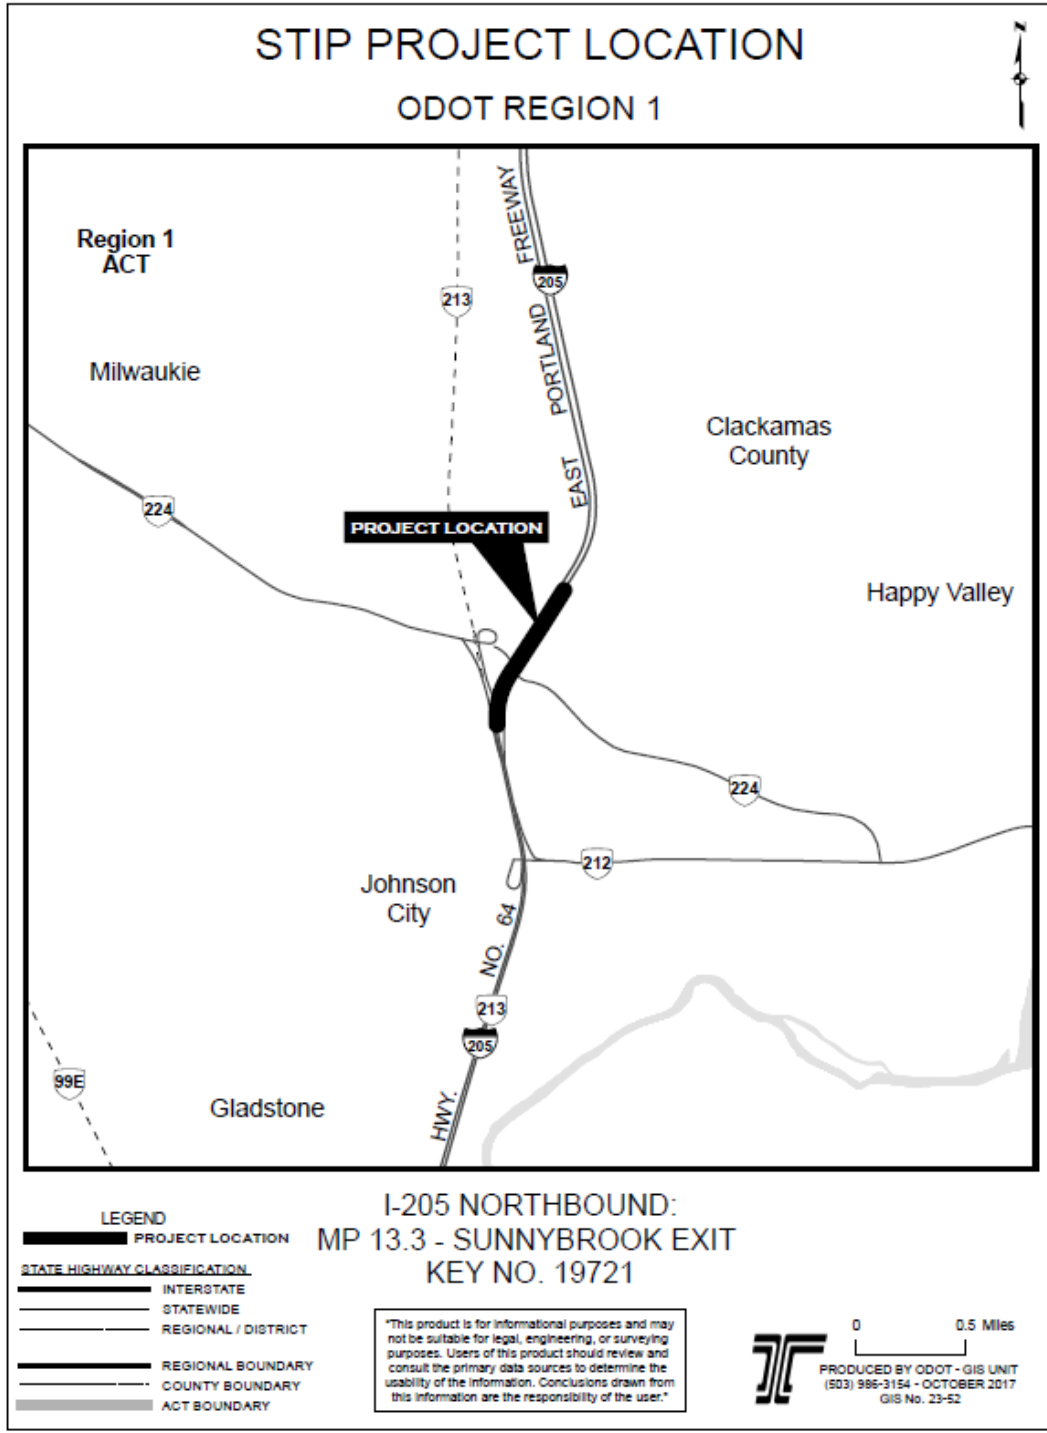 STIP PROJECT LOCATION
ODOT REGION 1
N
Region 1
ACT
213
FREEWAY
205
PORTLAND
Milwaukie
Clackamas
County
EAST
224
PROJECT LOCATION
Happy Valley
224
212
Johnson
City
NO. 64
213
205
99E
Gladstone
HWY.
LEGEND
PROJECT LOCATION
STATE HIGHWAY CLASSIFICATION
INTERSTATE
STATEWIDE
REGIONAL / DISTRICT
REGIONAL BOUNDARY
COUNTY BOUNDARY
ACT BOUNDARY
I-205 NORTHBOUND:
MP 13.3 - SUNNYBROOK EXIT
KEY NO. 19721
"This product is for informational purposes and may
not be suitable for legal, engineering, or surveying
purposes. Users of this product should review and
consult the primary data sources to determine the
usability of the information. Conclusions drawn from
this information are the responsibility of the user."
0 0.5 Miles
PRODUCED BY ODOT - GIS UNIT
(503) 986-3154 - OCTOBER 2017
GIS No. 23-52